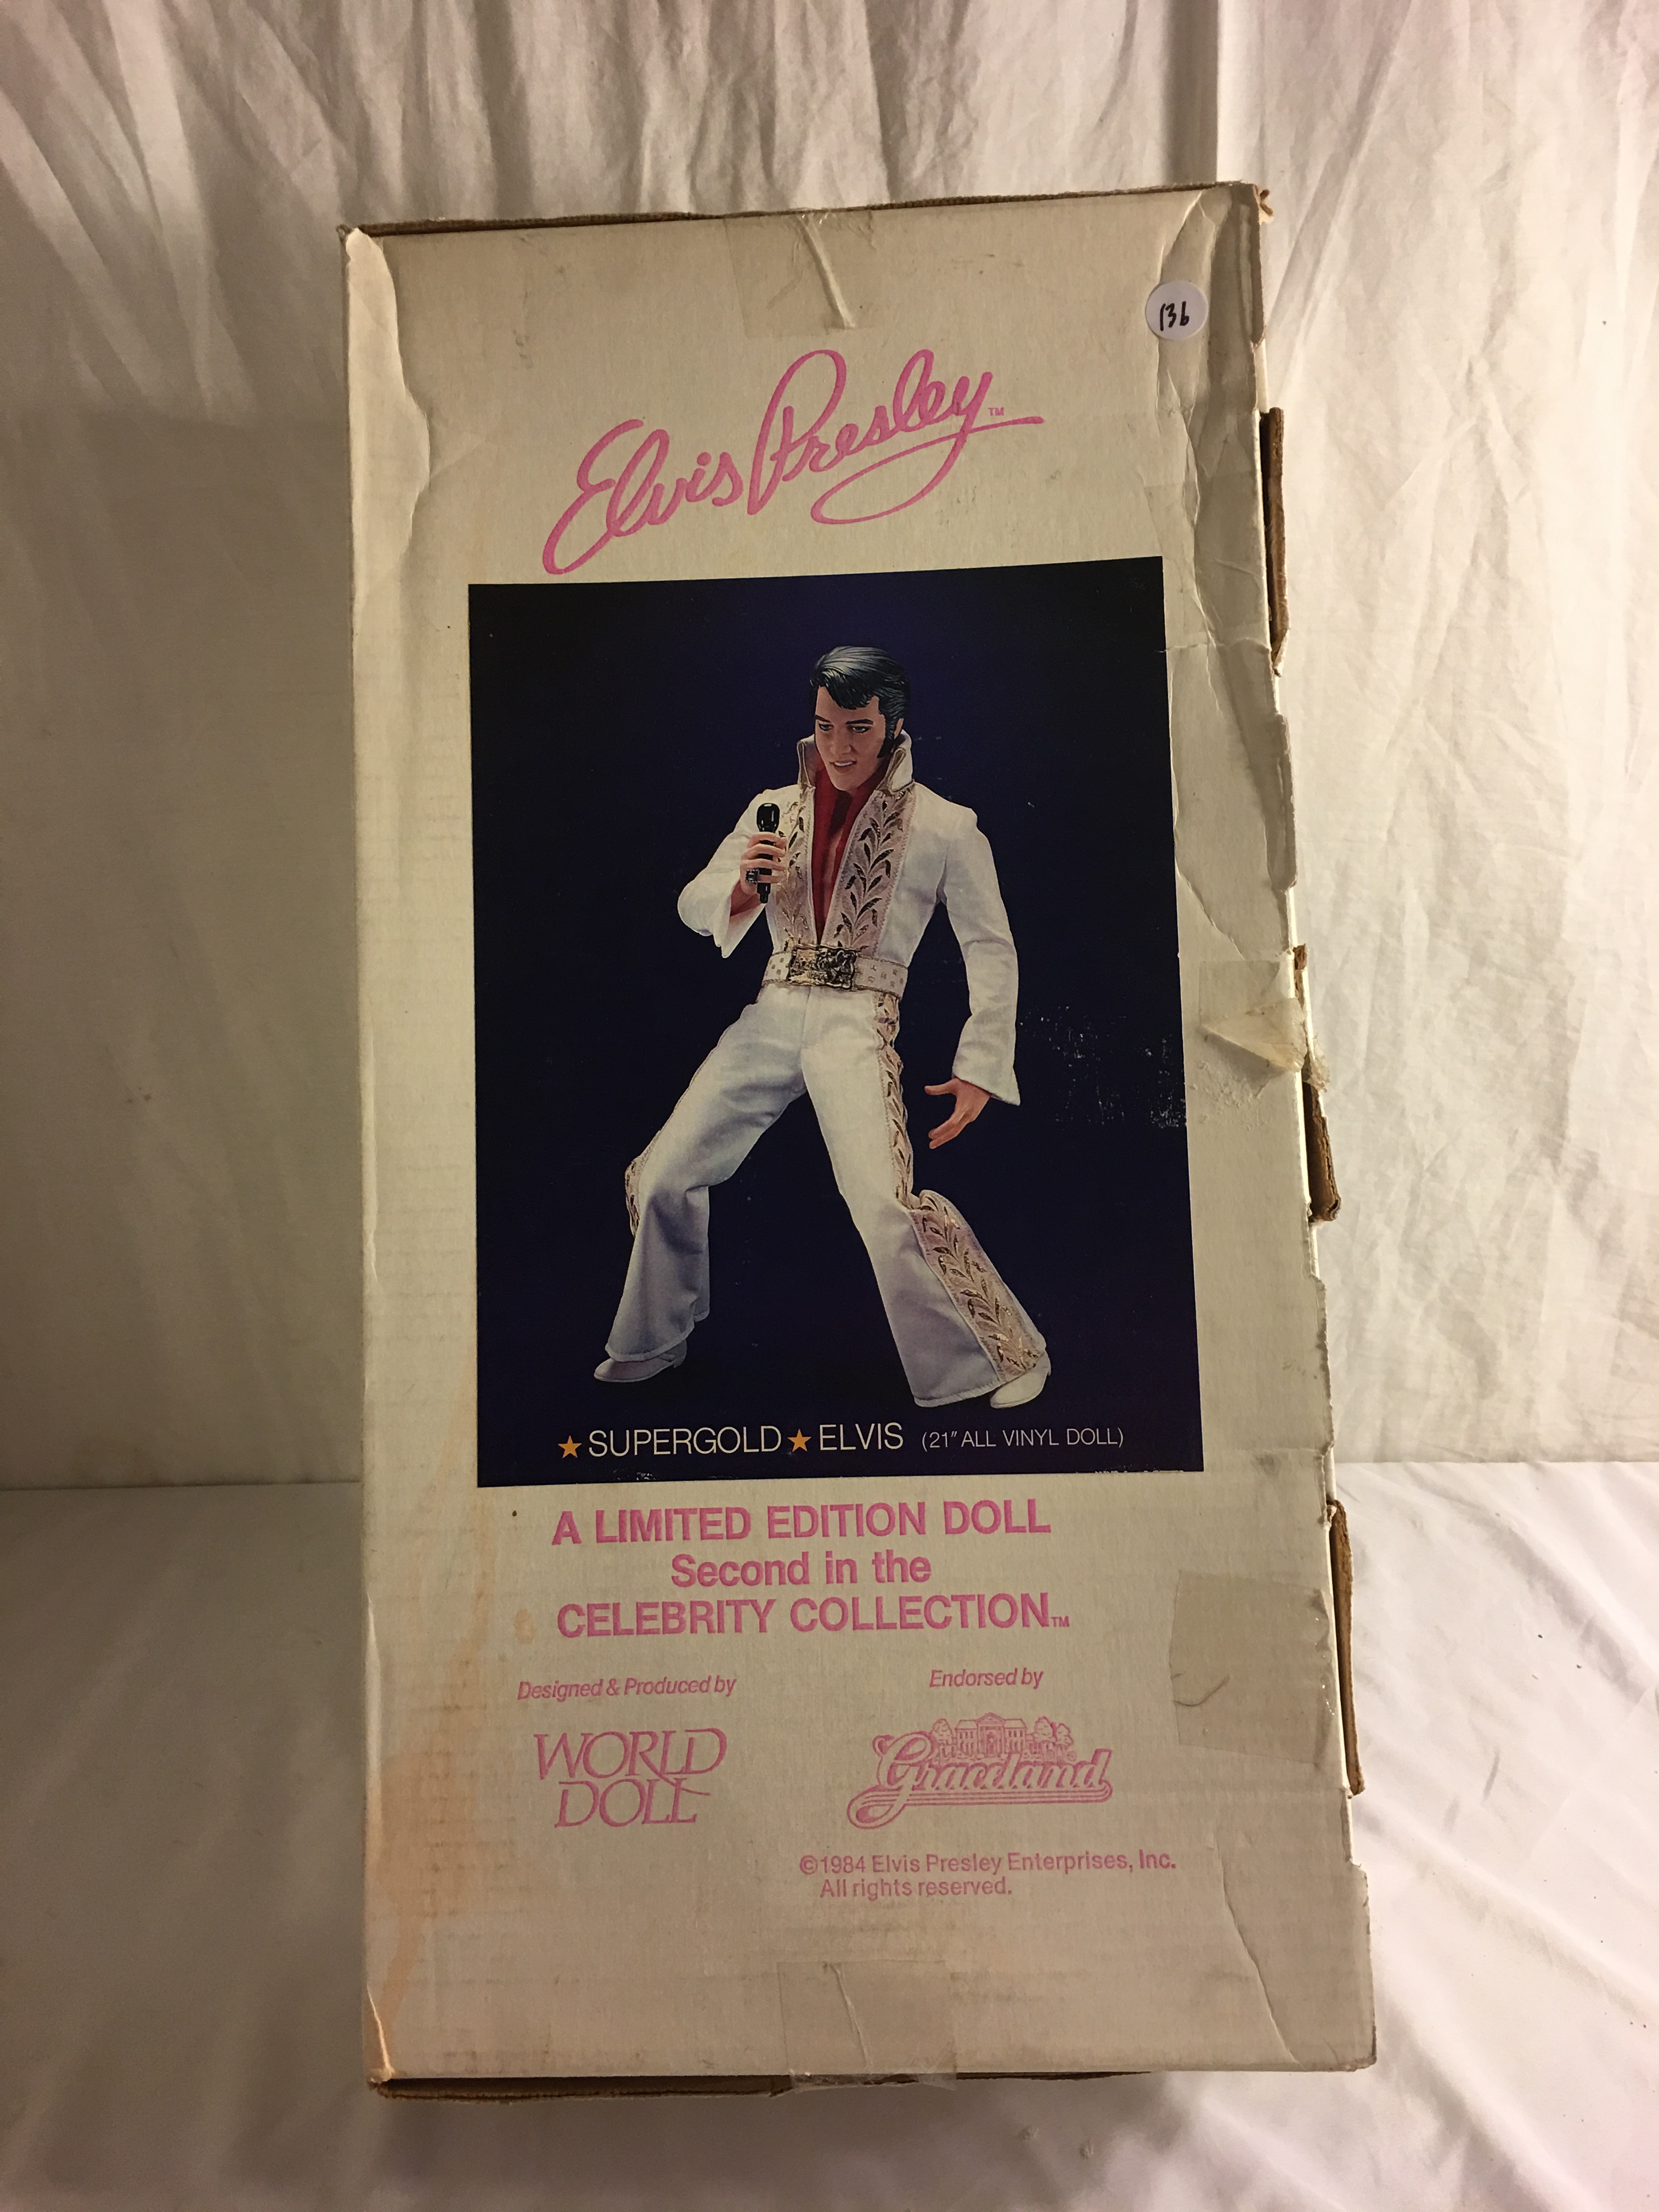 136
Elvis Presley™
★ SUPERGOLD ★ ELVIS (21" ALL VINYL DOLL)
A LIMITED EDITION DOLL
Second in the
CELEBRITY COLLECTION™
Designed & Produced by
WORLD
DOLL
Endorsed by
Graceland
©1984 Elvis Presley Enterprises, Inc.
All rights reserved.